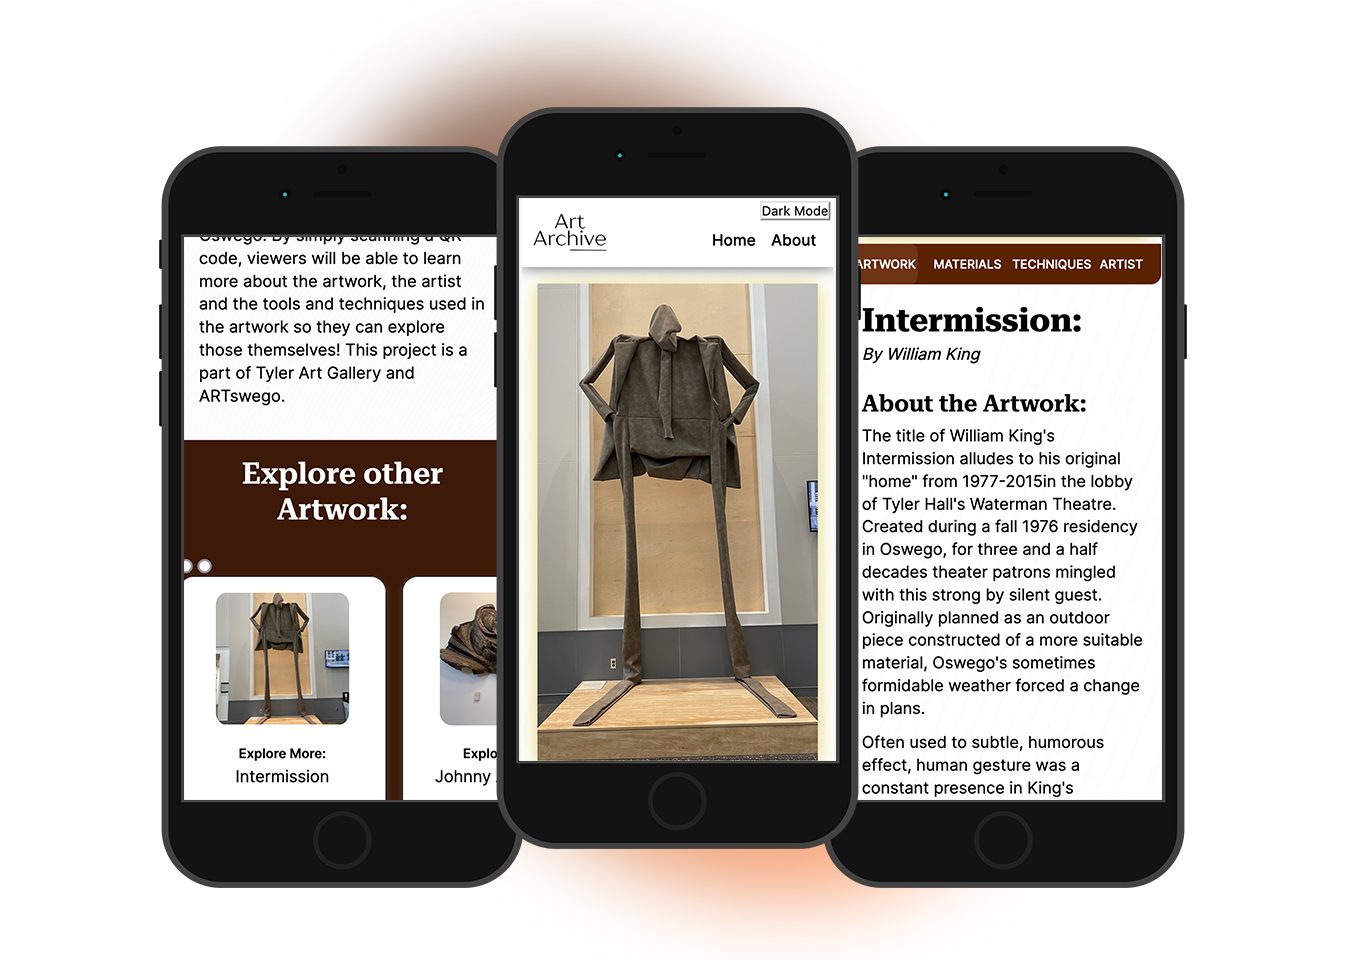 Oswego. By simply scanning a QR
code, viewers will be able to learn
more about the artwork, the artist
and the tools and techniques used in
the artwork so they can explore
those themselves! This project is a
part of Tyler Art Gallery and
ARTswego.
Explore other
Artwork:
Explore More:
Intermission
Explo
Johnny
Dark Mode
Art
Archive
Home About
ARTWORK MATERIALS TECHNIQUES ARTIST
Intermission:
By William King
About the Artwork:
The title of William King's
Intermission alludes to his original
"home" from 1977-2015in the lobby
of Tyler Hall's Waterman Theatre.
Created during a fall 1976 residency
in Oswego, for three and a half
decades theater patrons mingled
with this strong by silent guest.
Originally planned as an outdoor
piece constructed of a more suitable
material, Oswego's sometimes
formidable weather forced a change
in plans.
Often used to subtle, humorous
effect, human gesture was a
constant presence in King's